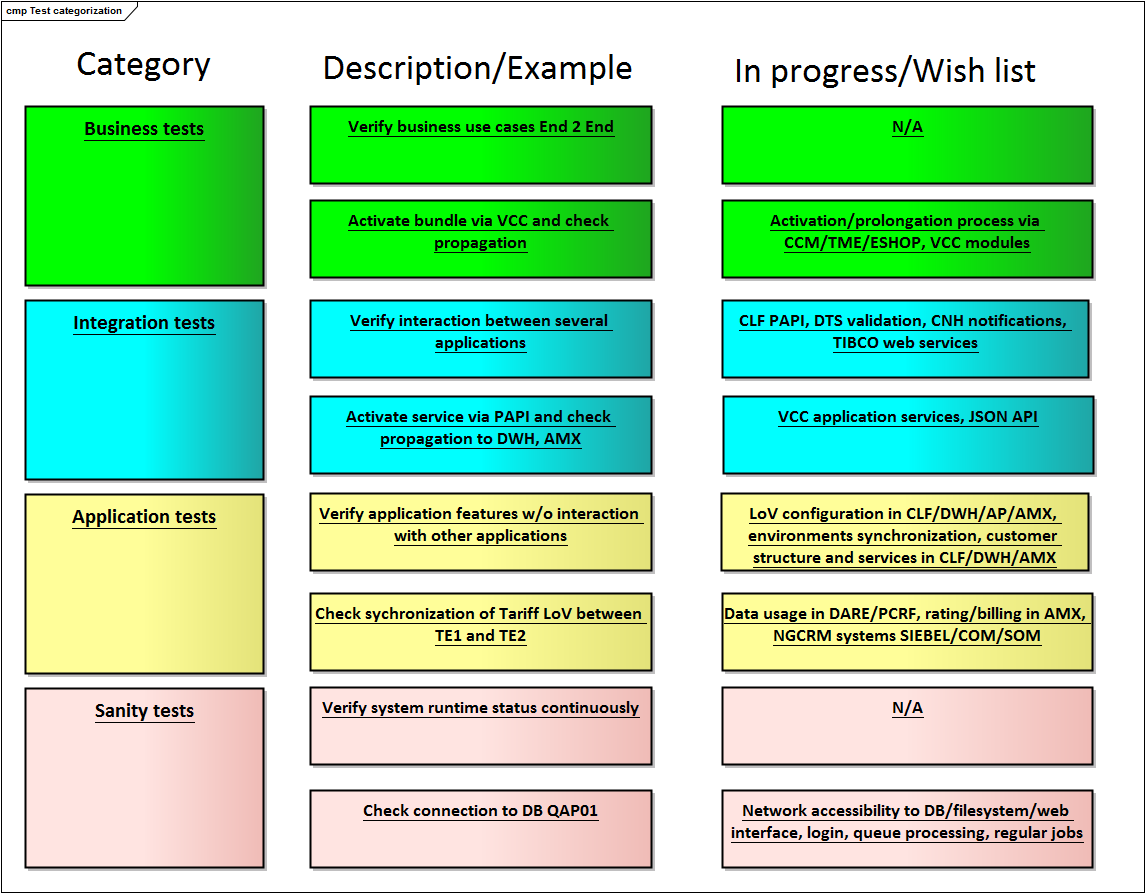 cmp Test categorization
Category
Description/Example
In progress/Wish list
Business tests
Verify business use cases End 2 End
N/A
Activate bundle via VCC and check
propagation
Activation/prolongation process via
CCM/TME/ESHOP, VCC modules
Integration tests
Verify interaction between several
applications
CLF PAPI, DTS validation, CNH notifications,
TIBCO web services
Activate service via PAPI and check
propagation to DWH, AMX
VCC application services, JSON API
Application tests
Verify application features w/o interaction
with other applications
LoV configuration in CLF/DWH/AP/AMX,
environments synchronization, customer
structure and services in CLF/DWH/AMX
Check sychronization of Tariff LoV between
TE1 and TE2
Data usage in DARE/PCRF, rating/billing in AMX,
NGCRM systems SIEBEL/COM/SOM
Sanity tests
Verify system runtime status continuously
N/A
Check connection to DB QAP01
Network accessibility to DB/filesystem/web
interface, login, queue processing, regular jobs